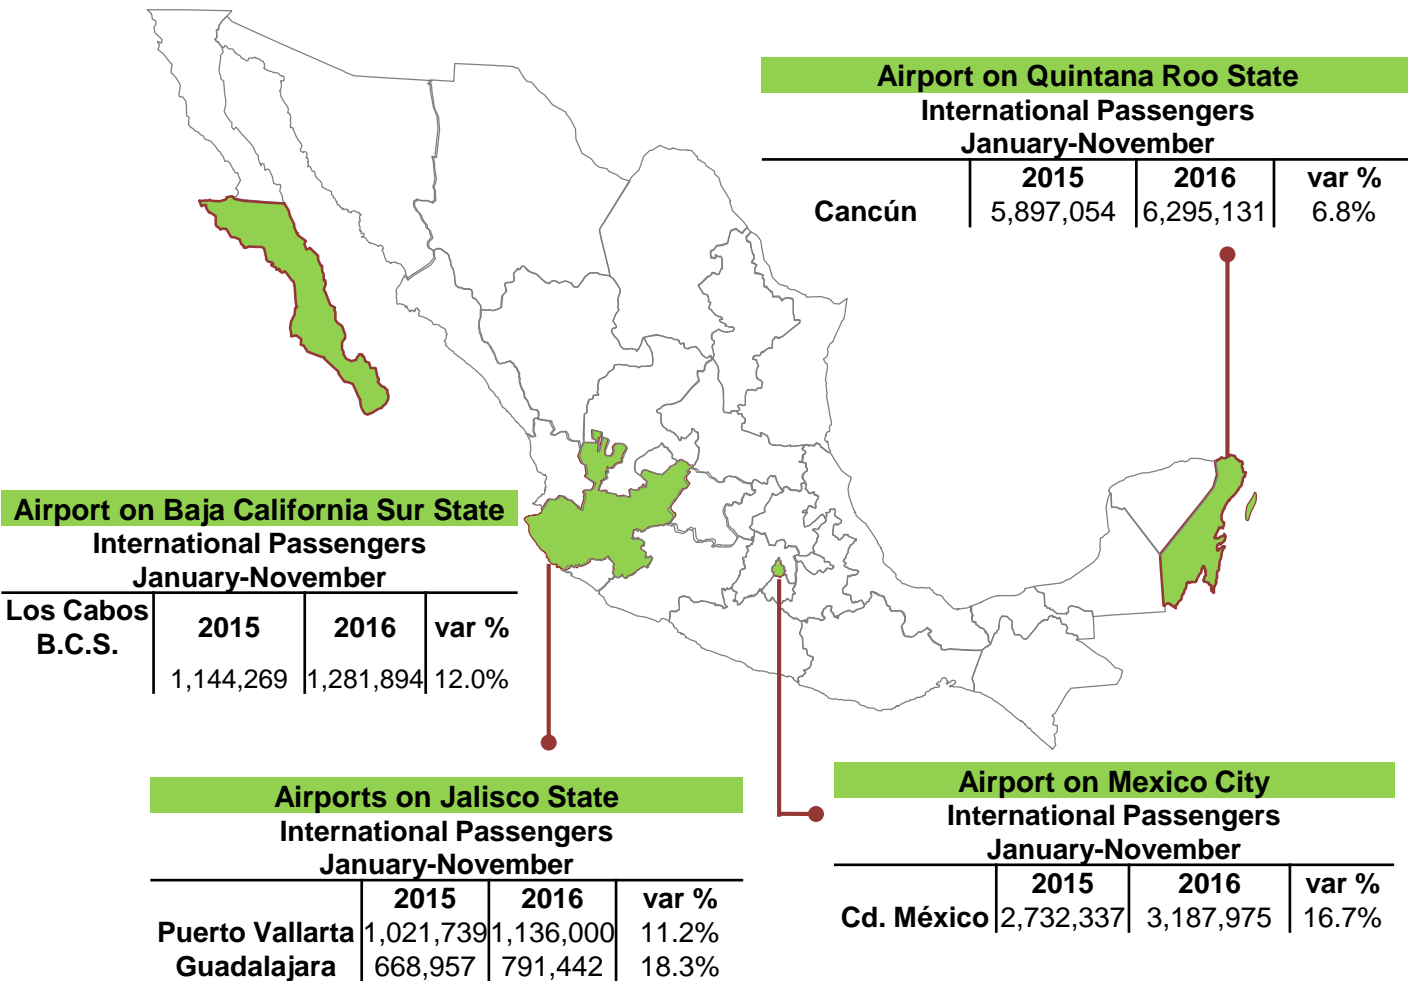 Airport on Quintana Roo State
International Passengers
January-November
2015 2016 var %
Cancún 5,897,054 6,295,131 6.8%
Airport on Baja California Sur State
International Passengers
January-November
Los Cabos
B.C.S. 2015 2016 var %
1,144,269 1,281,894 12.0%
Airports on Jalisco State
International Passengers
January-November
2015 2016 var %
Puerto Vallarta 1,021,739 1,136,000 11.2%
Guadalajara 668,957 791,442 18.3%
Airport on Mexico City
International Passengers
January-November
2015 2016 var %
Cd. México 2,732,337 3,187,975 16.7%